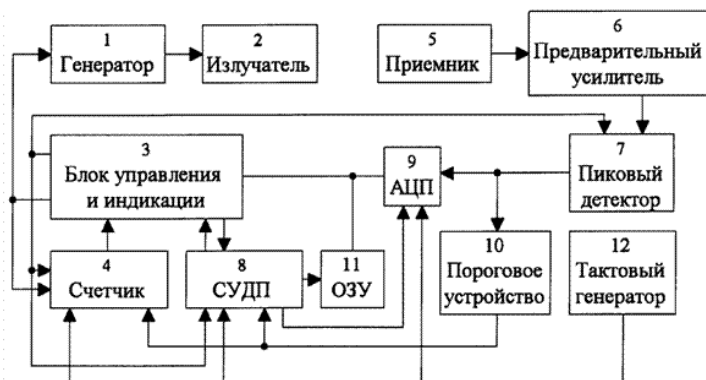 1
Генератор
2
Излучатель
5
Приемник
6
Предварительный
усилитель
3
Блок управления
и индикации
9
АЦП
7
Пиковый
детектор
4
Счетчик
8
СУДП
11
ОЗУ
10
Пороговое
устройство
12
Тактовый
генератор